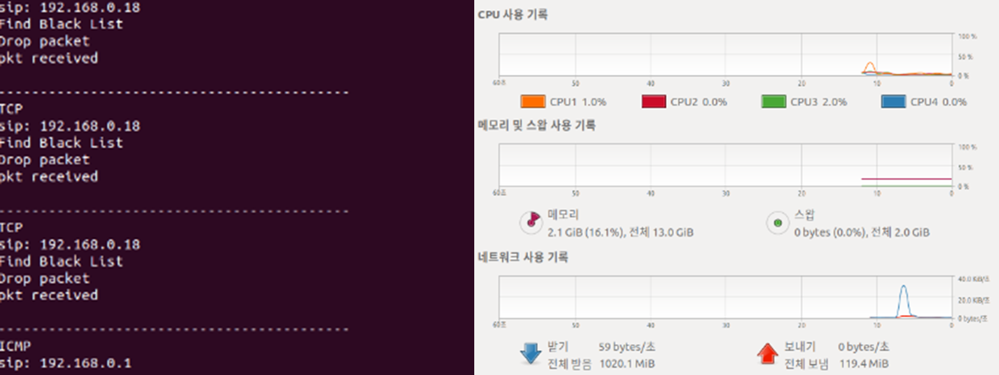 sip: 192.168.0.18
Find Black List
Drop packet
pkt received
-----------------------------------------
TCP
sip: 192.168.0.18
Find Black List
Drop packet
pkt received
-----------------------------------------
TCP
sip: 192.168.0.18
Find Black List
Drop packet
pkt received
-----------------------------------------
ICMP
sip: 192.168.0.1
CPU 사용 기록
100 %
50 %
0 %
60초 50 40 30 20 10 0
CPU1 1.0% CPU2 0.0% CPU3 2.0% CPU4 0.0%
메모리 및 스왑 사용 기록
100 %
50 %
0 %
60초 50 40 30 20 10 0
메모리 스왑
2.1 GiB (16.1%), 전체 13.0 GiB 0 bytes (0.0%), 전체 2.0 GiB
네트워크 사용 기록
40.0 KiB/초
20.0 KiB/초
0 bytes/초
60초 50 40 30 20 10 0
받기 59 bytes/초 보내기 0 bytes/초
전체 받음 1020.1 MiB 전체 보냄 119.4 MiB